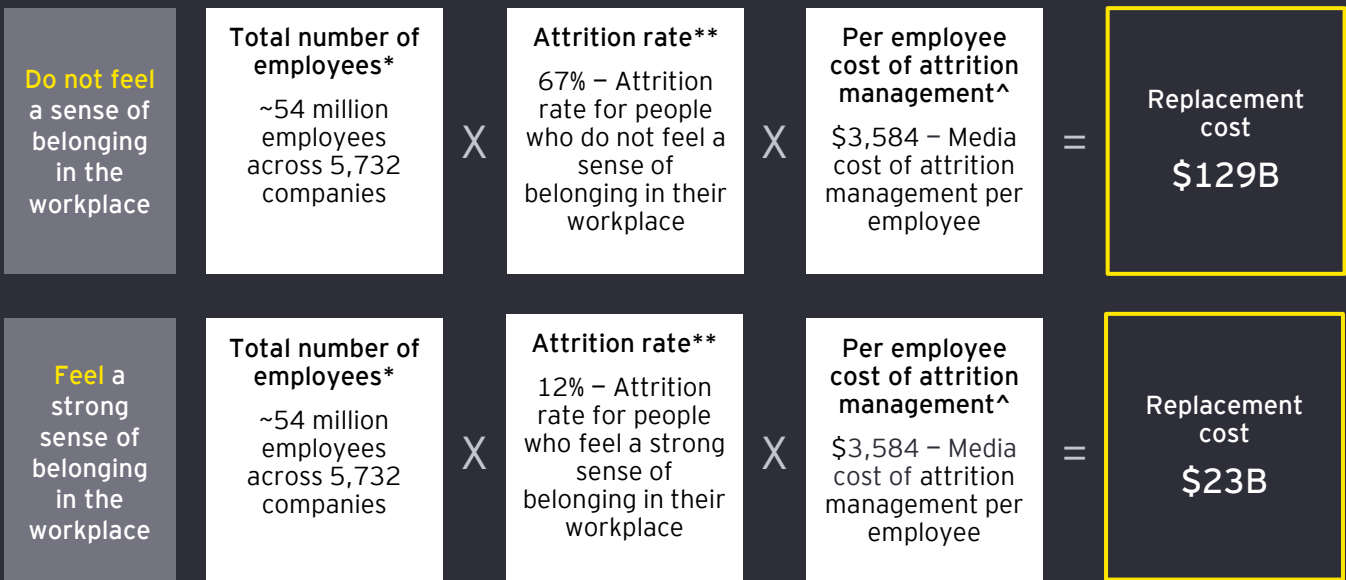 Do not feel
a sense of
belonging
in the
workplace
Total number of
employees*
~54 million
employees
across 5,732
companies
X
Attrition rate**
67% – Attrition
rate for people
who do not feel a
sense of
belonging in their
workplace
X
Per employee
cost of attrition
management^
$3,584 – Media
cost of attrition
management per
employee
=
Replacement
cost
$129B
Feel a
strong
sense of
belonging
in the
workplace
Total number of
employees*
~54 million
employees
across 5,732
companies
X
Attrition rate**
12% – Attrition
rate for people
who feel a strong
sense of
belonging in their
workplace
X
Per employee
cost of attrition
management^
$3,584 – Media
cost of attrition
management per
employee
=
Replacement
cost
$23B